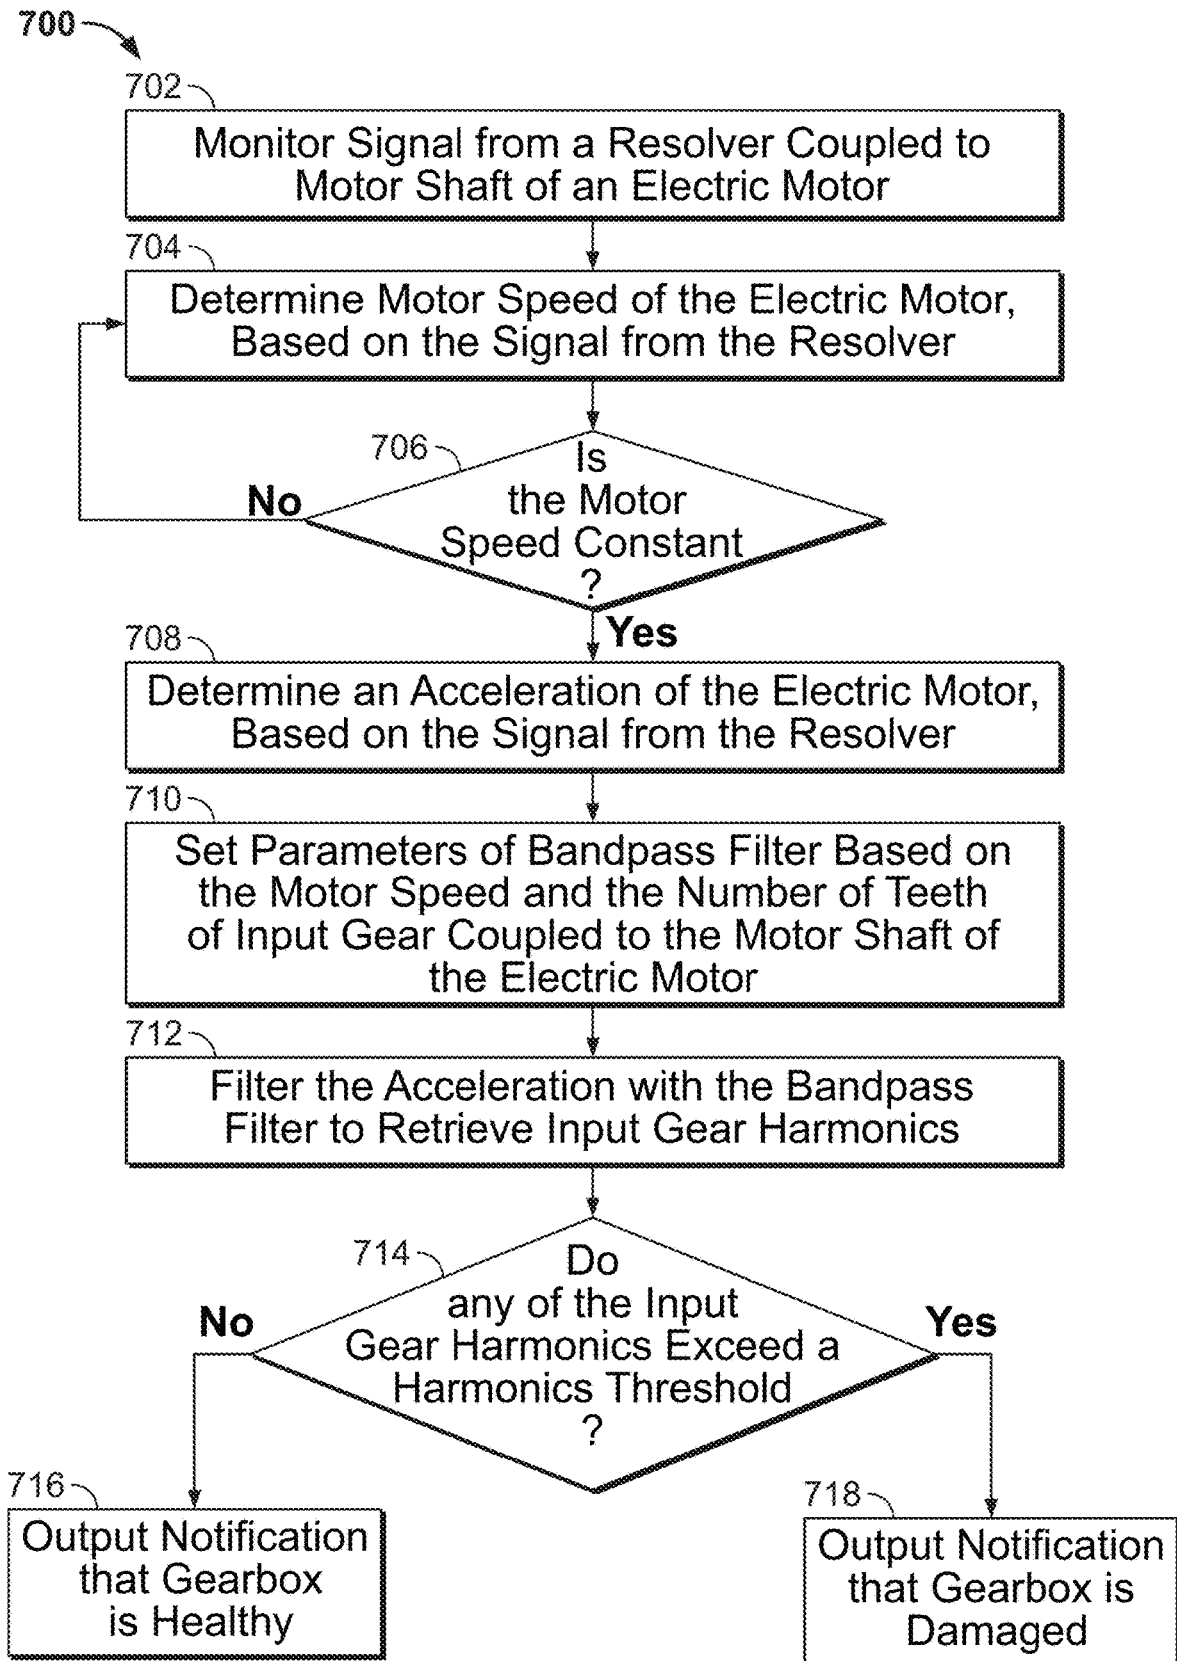 700
702
Monitor Signal from a Resolver Coupled to
Motor Shaft of an Electric Motor
704
Determine Motor Speed of the Electric Motor,
Based on the Signal from the Resolver
706
Is
the Motor
Speed Constant
?
No
Yes
708
Determine an Acceleration of the Electric Motor,
Based on the Signal from the Resolver
710
Set Parameters of Bandpass Filter Based on
the Motor Speed and the Number of Teeth
of Input Gear Coupled to the Motor Shaft of
the Electric Motor
712
Filter the Acceleration with the Bandpass
Filter to Retrieve Input Gear Harmonics
714
Do
any of the Input
Gear Harmonics Exceed a
Harmonics Threshold
?
No
Yes
716
Output Notification
that Gearbox
is Healthy
718
Output Notification
that Gearbox is
Damaged